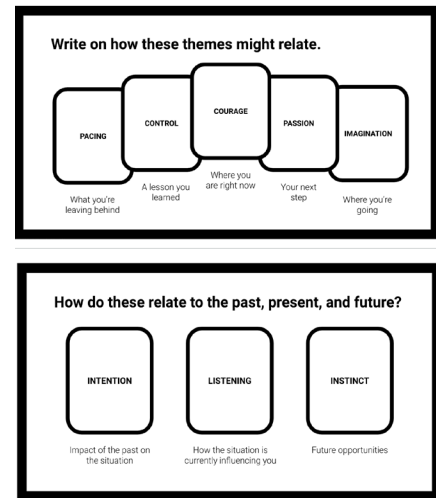 Write on how these themes might relate.
PACING
CONTROL
COURAGE
PASSION
IMAGINATION
What you're
leaving behind
A lesson you
learned
Where you
are right now
Your next
step
Where you're
going
How do these relate to the past, present, and future?
INTENTION
LISTENING
INSTINCT
Impact of the past on
the situation
How the situation is
currently influencing you
Future opportunities